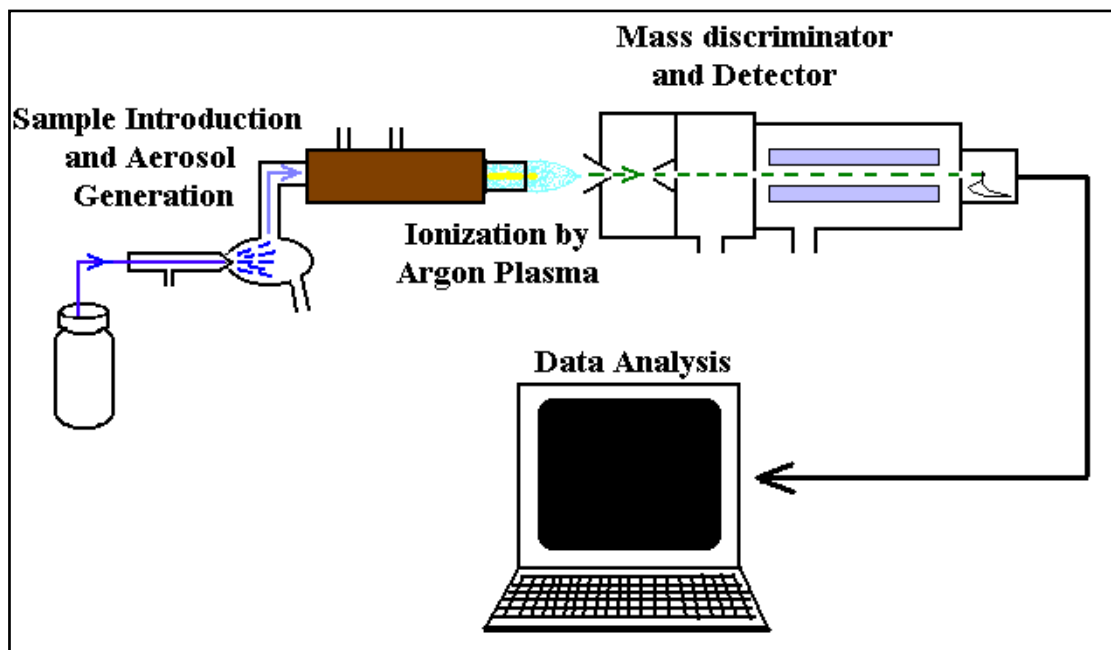 Mass discriminator
and Detector
Sample Introduction
and Aerosol
Generation
Ionization by
Argon Plasma
Data Analysis